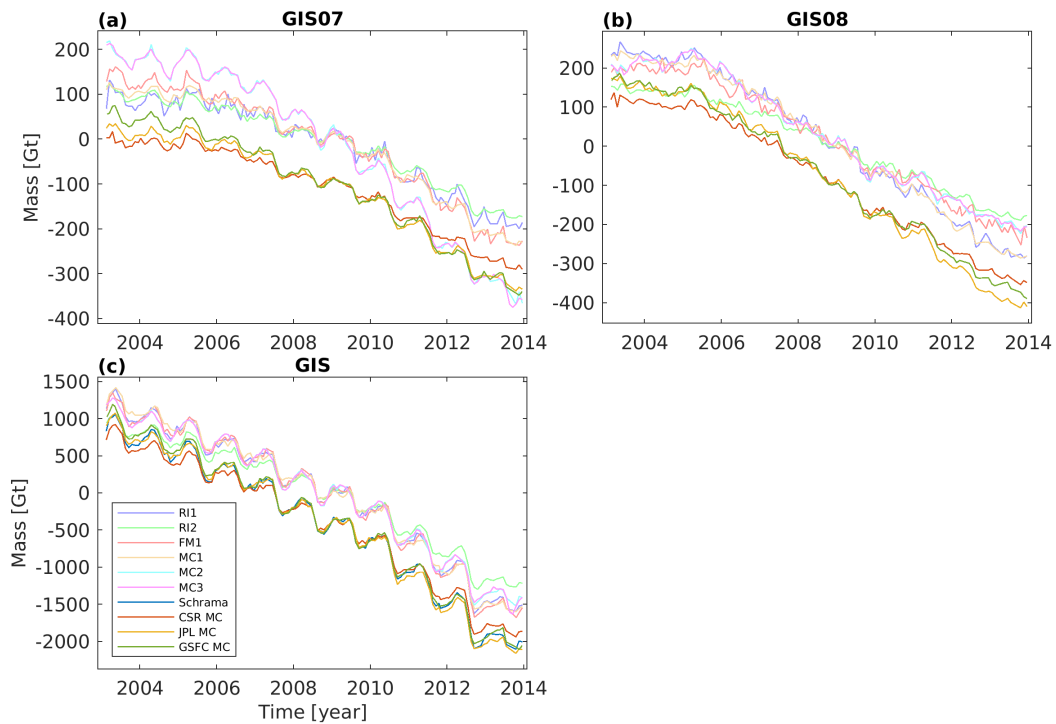 (a) GIS07
Mass [Gt]
200
100
0
-100
-200
-300
-400
2004 2006 2008 2010 2012 2014
(b) GIS08
200
100
0
-100
-200
-300
-400
2004 2006 2008 2010 2012 2014
(c) GIS
Mass [Gt]
1500
1000
500
0
-500
-1000
-1500
-2000
RI1
RI2
FM1
MC1
MC2
MC3
Schrama
CSR MC
JPL MC
GSFC MC
2004 2006 2008 2010 2012 2014
Time [year]